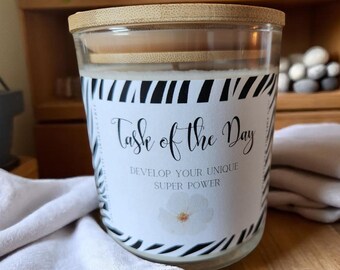 Task of the Day
DEVELOP YOUR UNIQUE
SUPER POWER